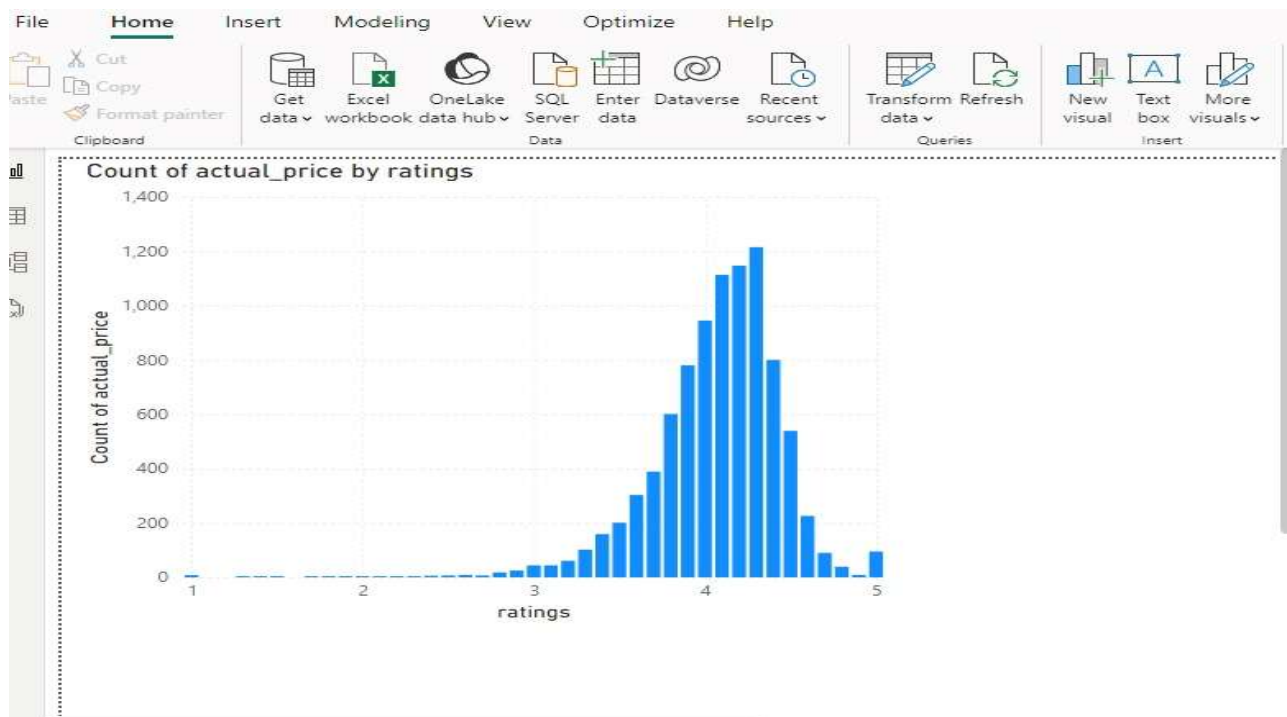 File Home Insert Modeling View Optimize Help
Cut
Copy
Format painter
Get data
Excel workbook
OneLake data hub
SQL Server
Enter data
Dataverse
Recent sources
Transform data
Refresh
New visual
A
Text box
More visuals
Clipboard
Data
Queries
Insert
Count of actual_price by ratings
1,400
1,200
1,000
800
600
400
200
0
Count of actual_price
1 2 3 4 5
ratings